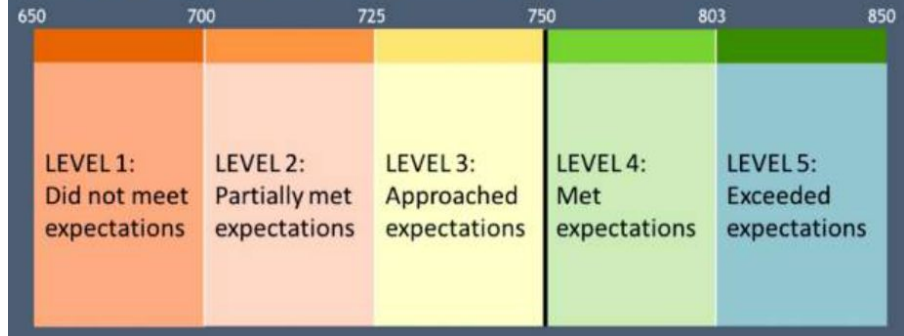 650 700 725 750 803 850
LEVEL 1:
Did not meet
expectations
LEVEL 2:
Partially met
expectations
LEVEL 3:
Approached
expectations
LEVEL 4:
Met
expectations
LEVEL 5:
Exceeded
expectations